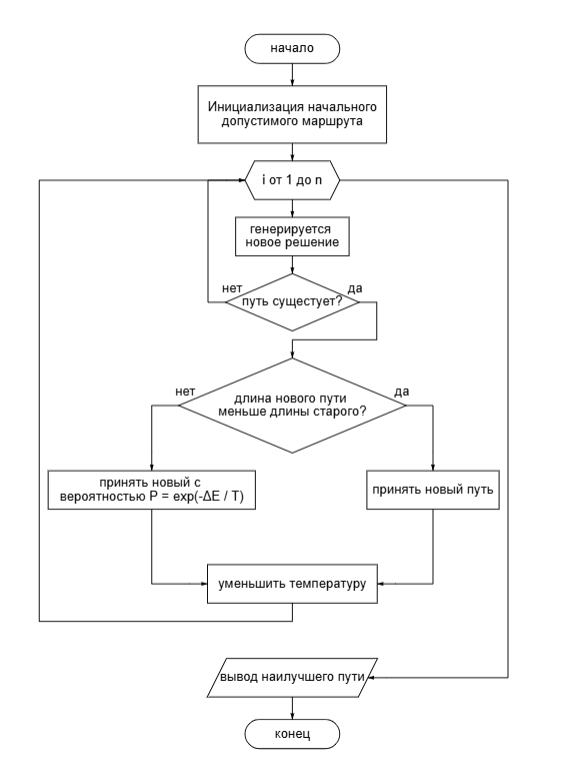 начало
Инициализация начального
допустимого маршрута
i от 1 до n
генерируется
новое решение
нет
да
путь сущестует?
нет
да
длина нового пути
меньше длины старого?
принять новый с
вероятностью P = exp(-ΔE / T)
принять новый путь
уменьшить температуру
вывод наилучшего пути
конец